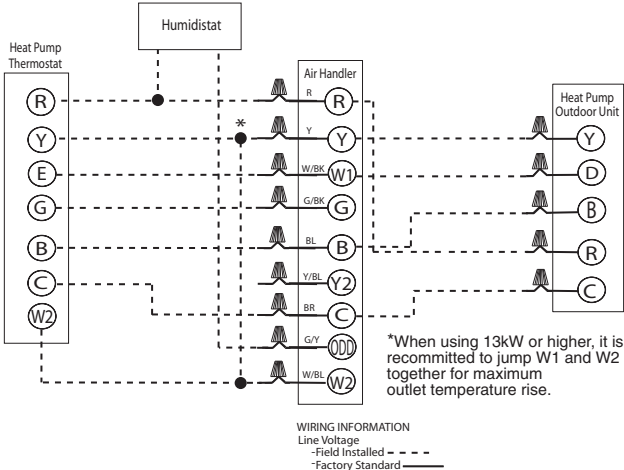 Humidistat
Heat Pump
Thermostat
R
Y
E
G
B
C
W2
*
Air Handler
R
R
Y
Y
W/BK
W1
G/BK
G
BL
B
Y/BL
Y2
BR
C
G/Y
ODD
W/BL
W2
Heat Pump
Outdoor Unit
Y
D
B
R
C
*When using 13kW or higher, it is
recommitted to jump W1 and W2
together for maximum
outlet temperature rise.
WIRING INFORMATION
Line Voltage
-Field Installed
-Factory Standard